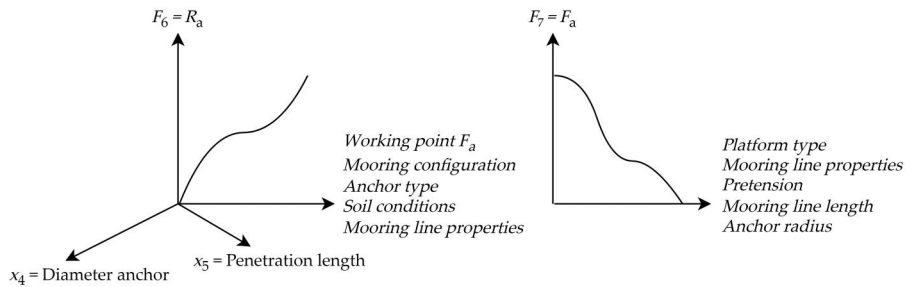 F₆ = Rₐ
Working point Fₐ
Mooring configuration
Anchor type
Soil conditions
Mooring line properties
x₅ = Penetration length
x₄ = Diameter anchor
F₇ = Fₐ
Platform type
Mooring line properties
Pretension
Mooring line length
Anchor radius